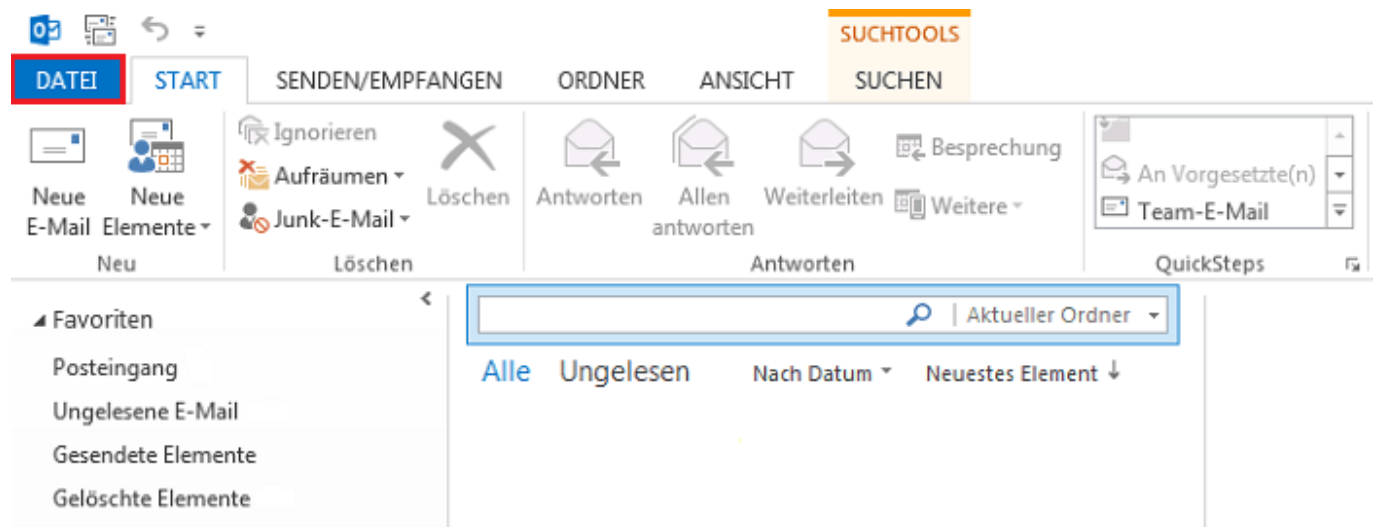 SUCHTOOLS
DATEI START SENDEN/EMPFANGEN ORDNER ANSICHT SUCHEN
Neue E-Mail
Neue Elemente
Ignorieren
Aufräumen
Junk-E-Mail
Löschen
Antworten
Allen antworten
Weiterleiten
Besprechung
Weitere
An Vorgesetzte(n)
Team-E-Mail
Neu Löschen Antworten QuickSteps
Favoriten
Posteingang
Ungelesene E-Mail
Gesendete Elemente
Gelöschte Elemente
Aktueller Ordner
Alle Ungelesen Nach Datum Neuestes Element